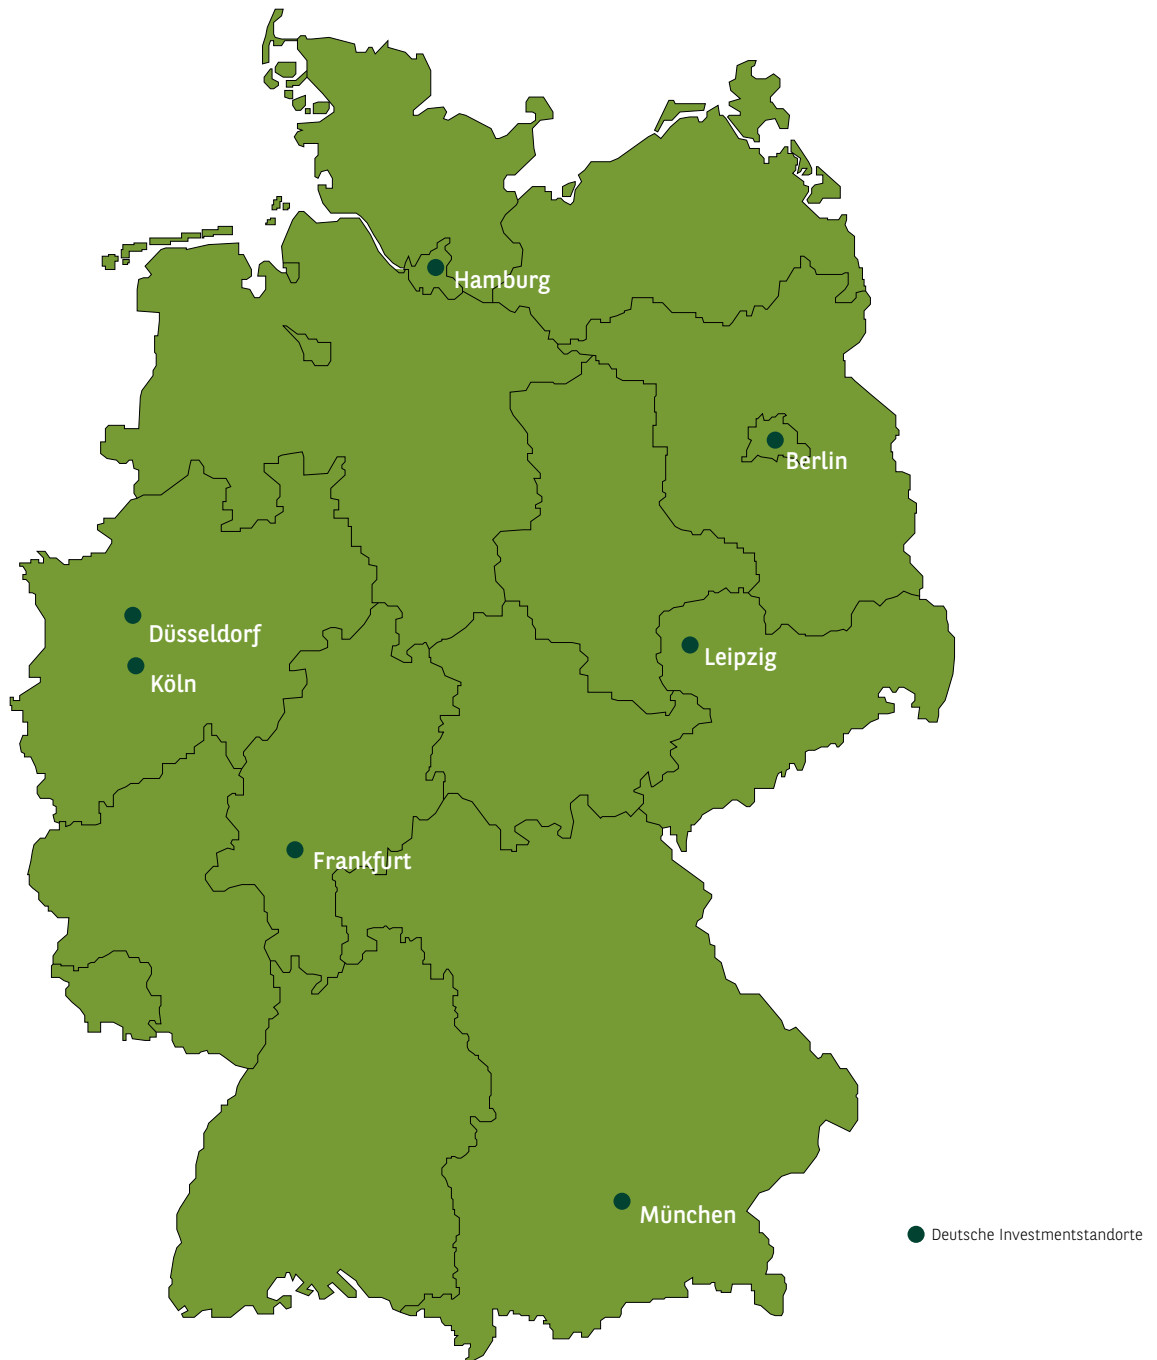 Hamburg
Berlin
Düsseldorf
Leipzig
Köln
Frankfurt
München
Deutsche Investmentstandorte